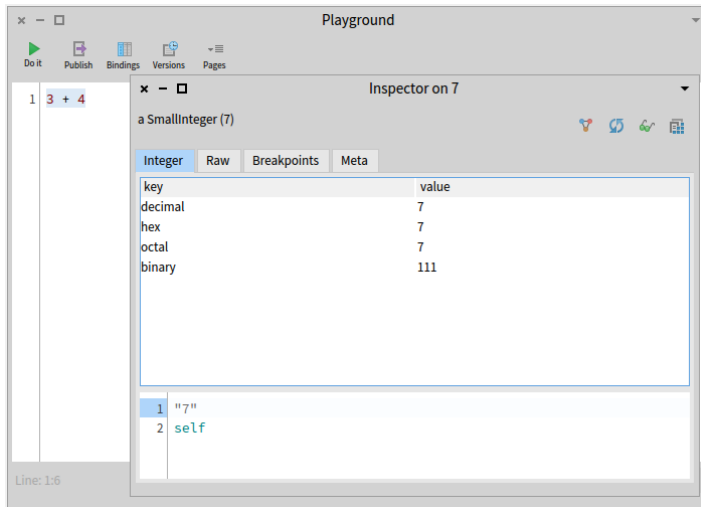 Playground
Do it Publish Bindings Versions Pages
1 3 + 4
Inspector on 7
a SmallInteger (7)
Integer Raw Breakpoints Meta
key value
decimal 7
hex 7
octal 7
binary 111
1 "7"
2 self
Line: 1:6